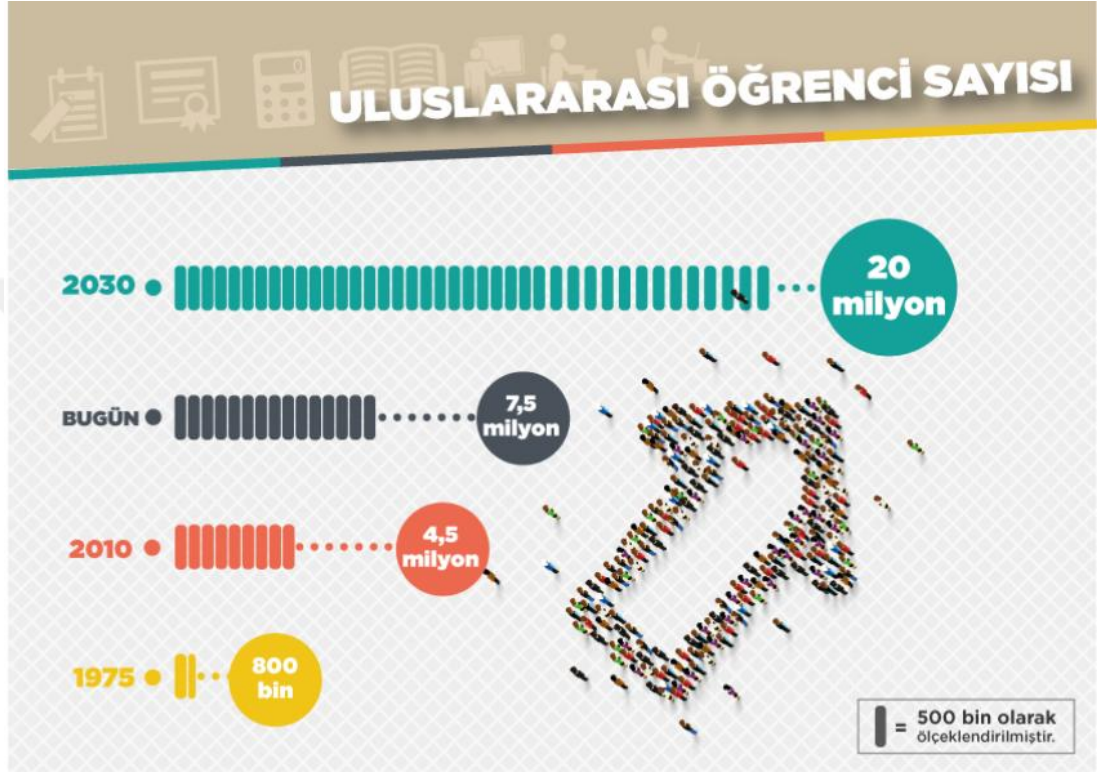 ULUSLARARASI ÖĞRENCİ SAYISI
2030
20
milyon
BUGÜN
7,5
milyon
2010
4,5
milyon
1975
800
bin
= 500 bin olarak
ölçeklendirilmiştir.